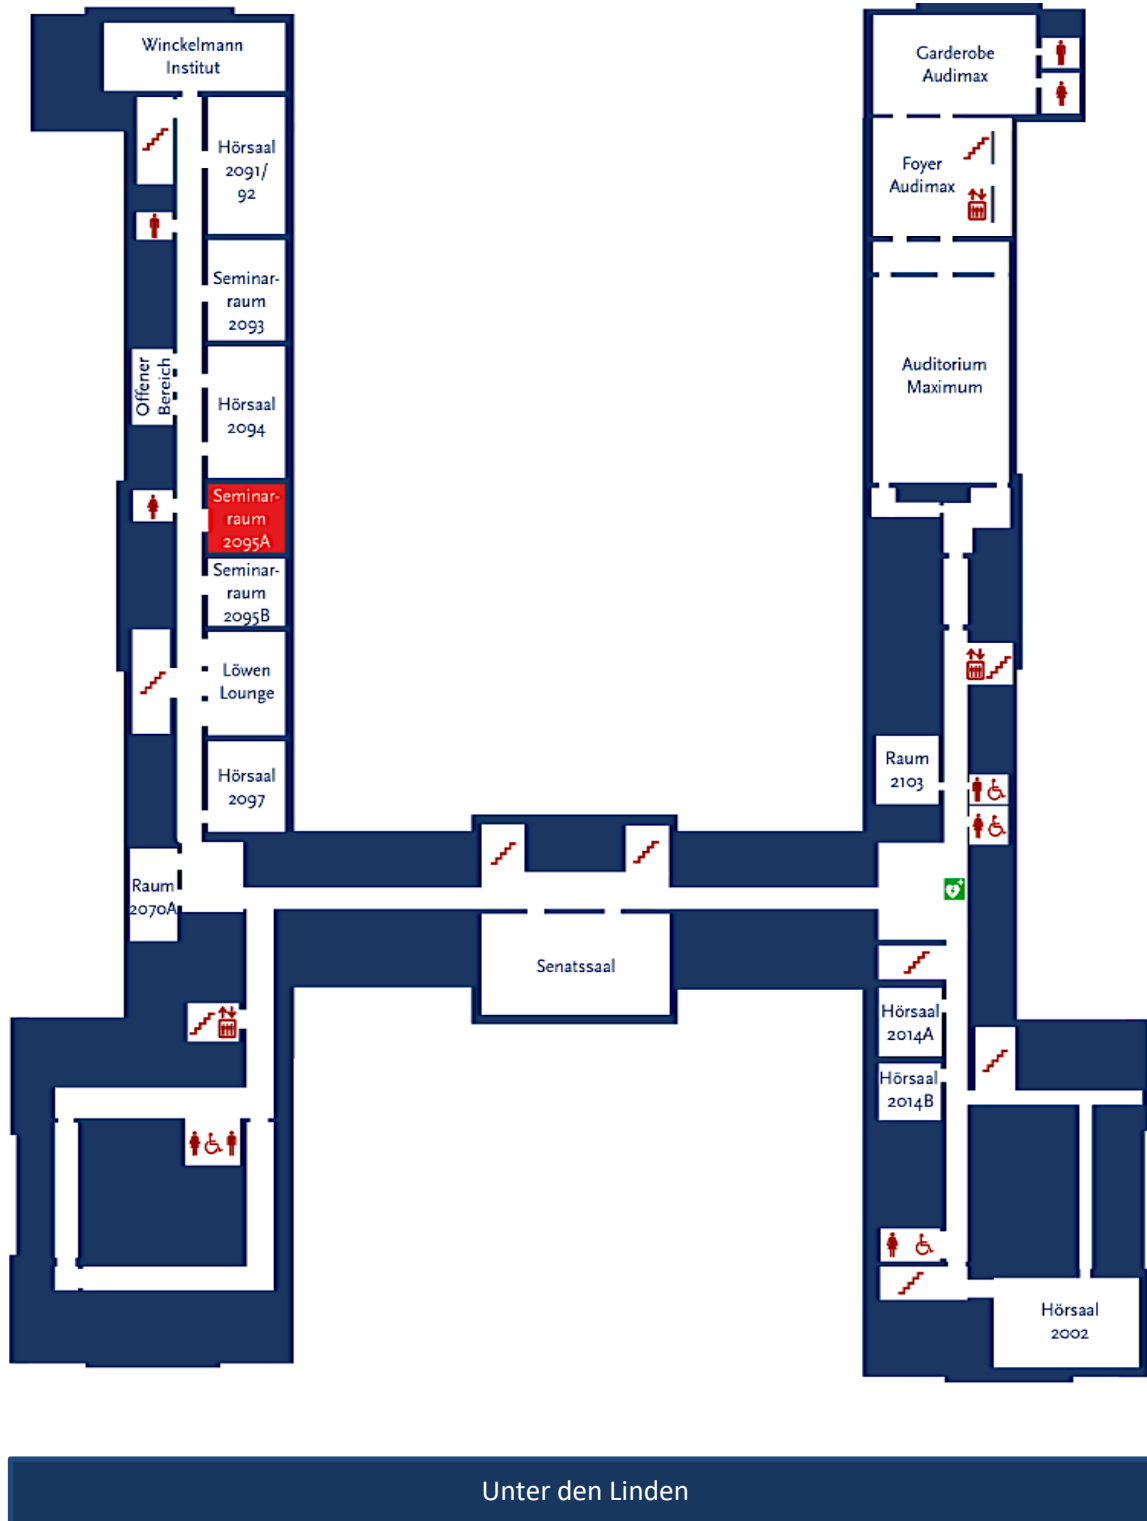 Winckelmann
Institut
Hörsaal
2091/
92
Seminar-
raum
2093
Offener
Bereich
Hörsaal
2094
Seminar-
raum
2095A
Seminar-
raum
2095B
Löwen
Lounge
Hörsaal
2097
Raum
2070A
Senatssaal
Garderobe
Audimax
Foyer
Audimax
Auditorium
Maximum
Raum
2103
Hörsaal
2014A
Hörsaal
2014B
Hörsaal
2002
Unter den Linden